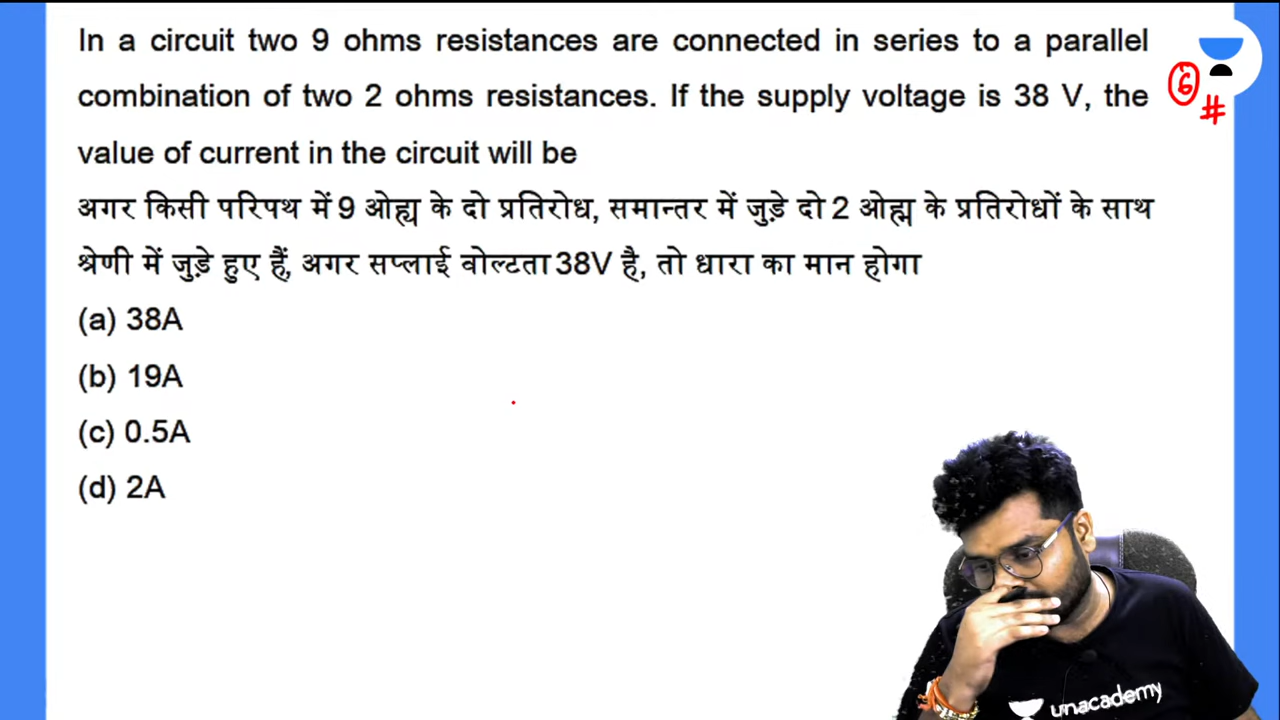 In a circuit two 9 ohms resistances are connected in series to a parallel
combination of two 2 ohms resistances. If the supply voltage is 38 V, the
value of current in the circuit will be
अगर किसी परिपथ में 9 ओह्य के दो प्रतिरोध, समान्तर में जुड़े दो 2 ओह्म के प्रतिरोधों के साथ
श्रेणी में जुड़े हुए हैं, अगर सप्लाई वोल्टता 38V है, तो धारा का मान होगा
(a) 38A
(b) 19A
(c) 0.5A
(d) 2A
6
#
unacademy